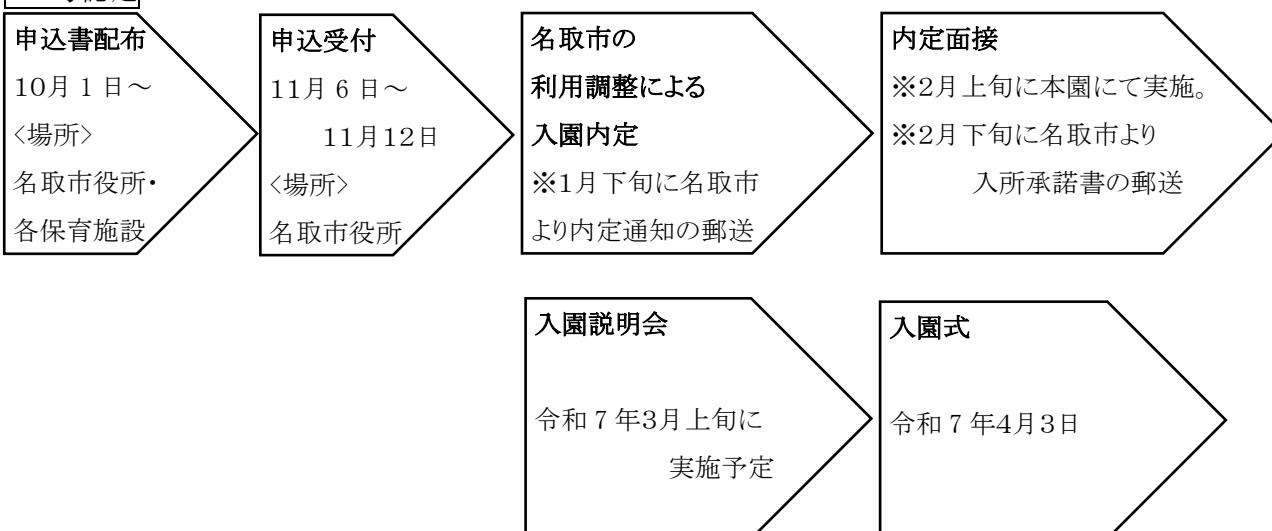 申込書配布
10月1日～
<場所>
名取市役所・
各保育施設
申込受付
11月6日～
11月12日
<場所>
名取市役所
名取市の
利用調整による
入園内定
※1月下旬に名取市
より内定通知の郵送
内定面接
※2月上旬に本園にて実施。
※2月下旬に名取市より
入所承諾書の郵送
入園説明会
令和7年3月上旬に
実施予定
入園式
令和7年4月3日